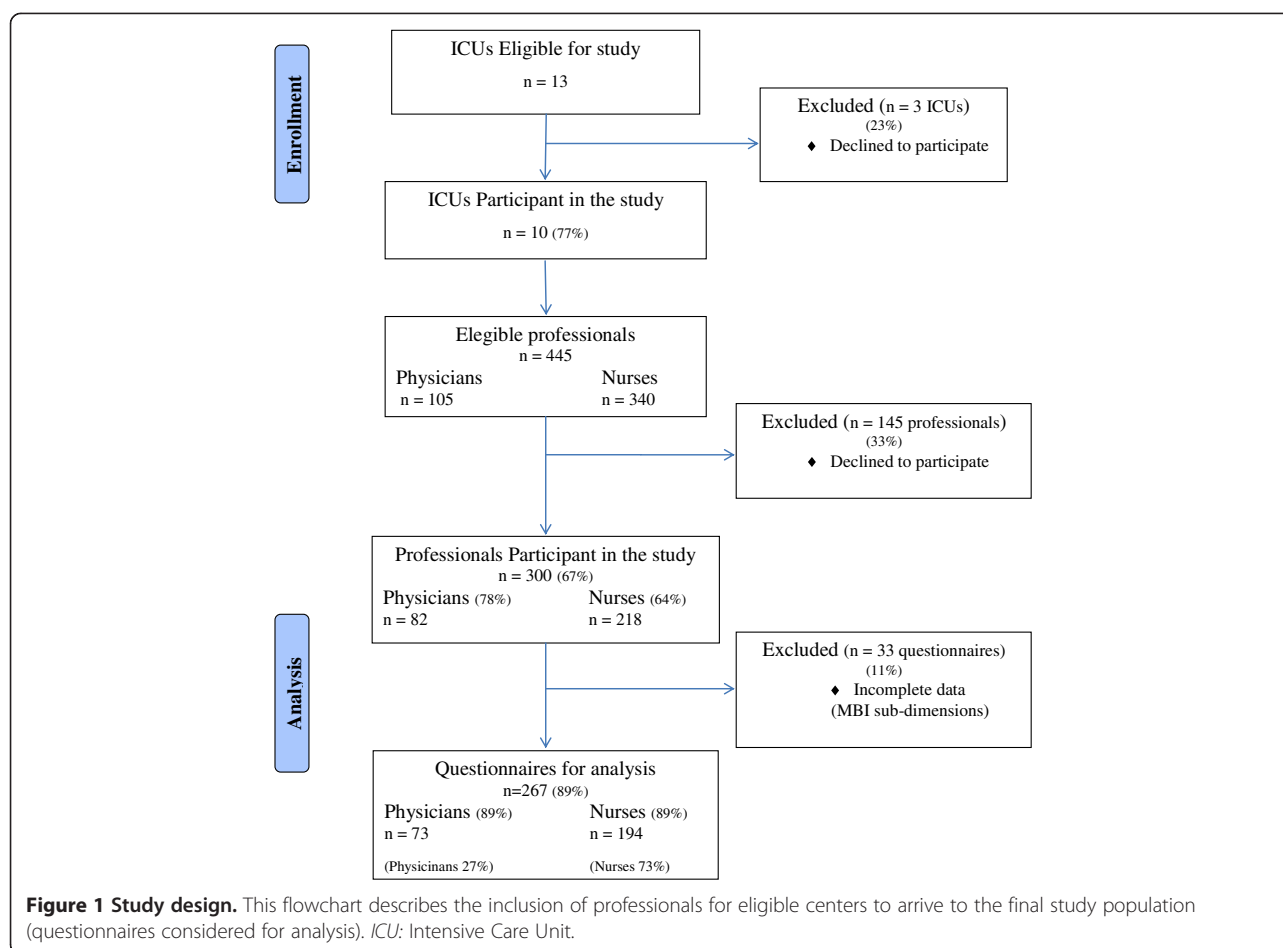 Enrollment
ICUs Eligible for study
n = 13
Excluded (n = 3 ICUs)
(23%)
♦ Declined to participate
ICUs Participant in the study
n = 10 (77%)
Elegible professionals
n = 445
Physicians Nurses
n = 105 n = 340
Excluded (n = 145 professionals)
(33%)
♦ Declined to participate
Professionals Participant in the study
n = 300 (67%)
Physicians (78%) Nurses (64%)
n = 82 n = 218
Analysis
Excluded (n = 33 questionnaires)
(11%)
♦ Incomplete data
(MBI sub-dimensions)
Questionnaires for analysis
n=267 (89%)
Physicians (89%) Nurses (89%)
n = 73 n = 194
(Physicinans 27%) (Nurses 73%)
Figure 1 Study design. This flowchart describes the inclusion of professionals for eligible centers to arrive to the final study population
(questionnaires considered for analysis). ICU: Intensive Care Unit.